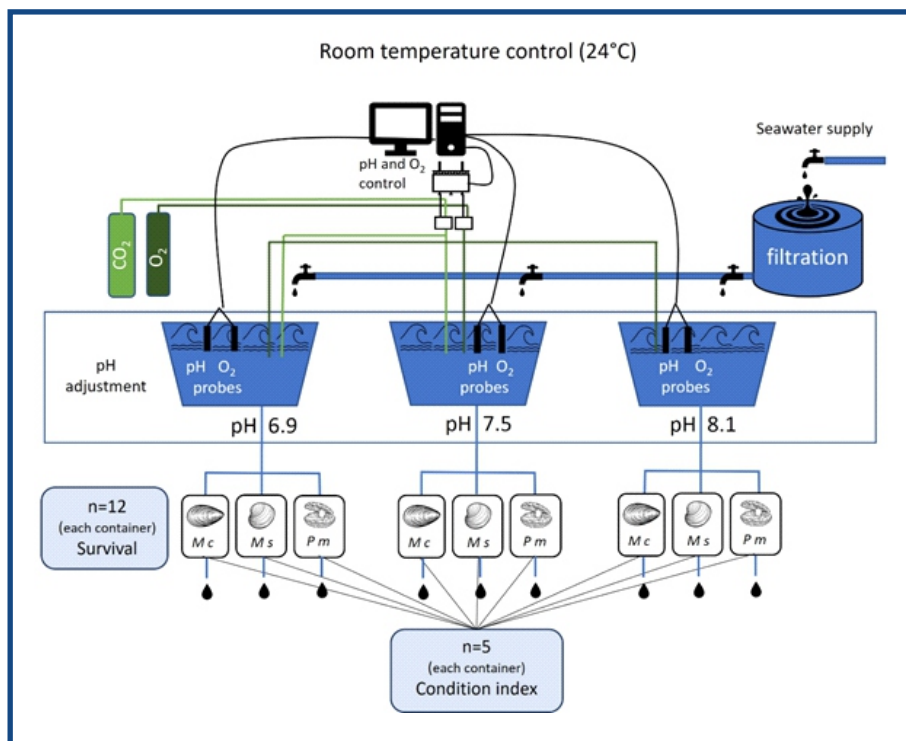 Room temperature control (24°C)
Seawater supply
pH and O₂
control
CO₂
O₂
filtration
pH
adjustment
pH O₂
probes
pH O₂
probes
pH O₂
probes
pH 6.9
pH 7.5
pH 8.1
n=12
(each container)
Survival
M c
M s
P m
M c
M s
P m
M c
M s
P m
n=5
(each container)
Condition index